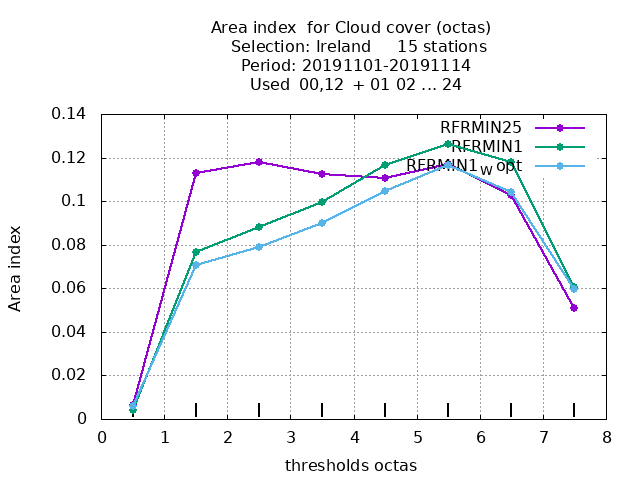 Area index  for Cloud cover (octas)
Selection: Ireland     15 stations
Period: 20191101-20191114
Used  00,12  + 01 02 ... 24
RFRMIN25
RFRMIN1
RFRMIN1w opt
0.14
0.12
0.1
0.08
0.06
0.04
0.02
0
Area index
0 1 2 3 4 5 6 7 8
thresholds octas